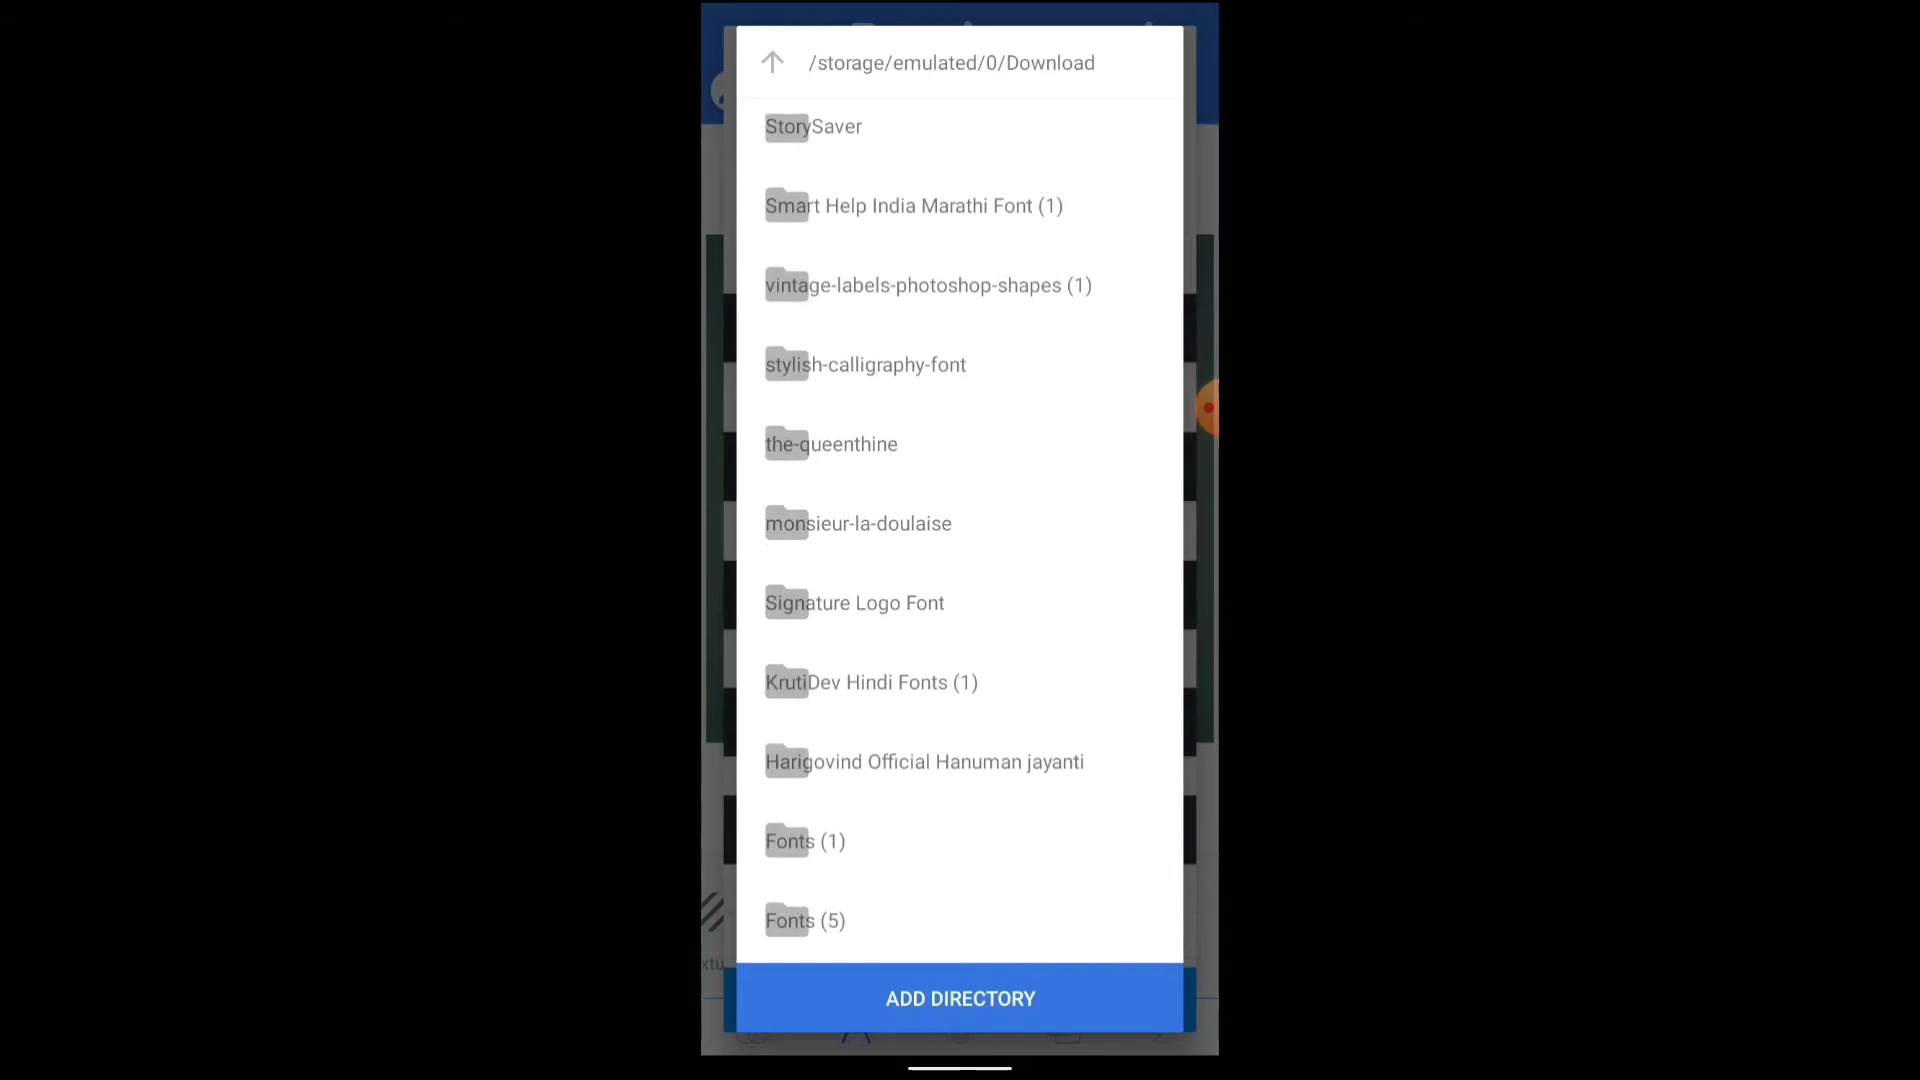 /storage/emulated/0/Download
StorySaver
Smart Help India Marathi Font (1)
vintage-labels-photoshop-shapes (1)
stylish-calligraphy-font
the-queenthine
monsieur-la-doulaise
Signature Logo Font
KrutiDev Hindi Fonts (1)
Harigovind Official Hanuman jayanti
Fonts (1)
Fonts (5)
xtu
ADD DIRECTORY